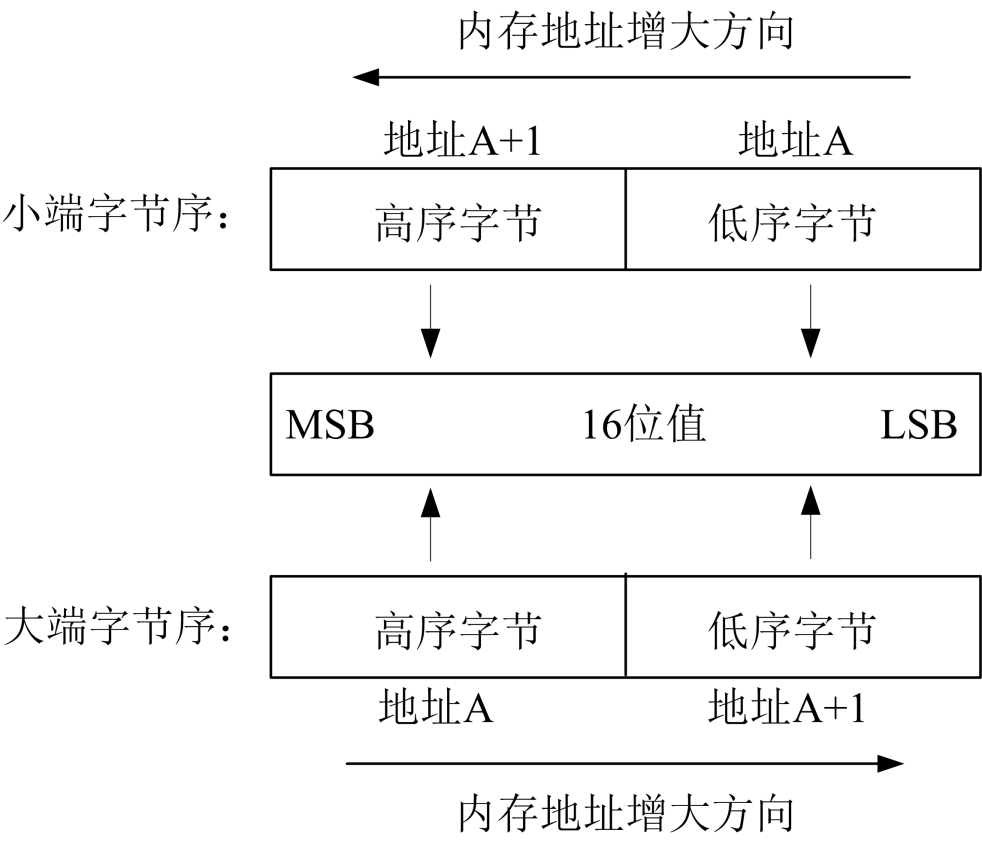 内存地址增大方向
地址A+1 地址A
小端字节序： 高序字节 低序字节
MSB 16位值 LSB
大端字节序： 高序字节 低序字节
地址A 地址A+1
内存地址增大方向